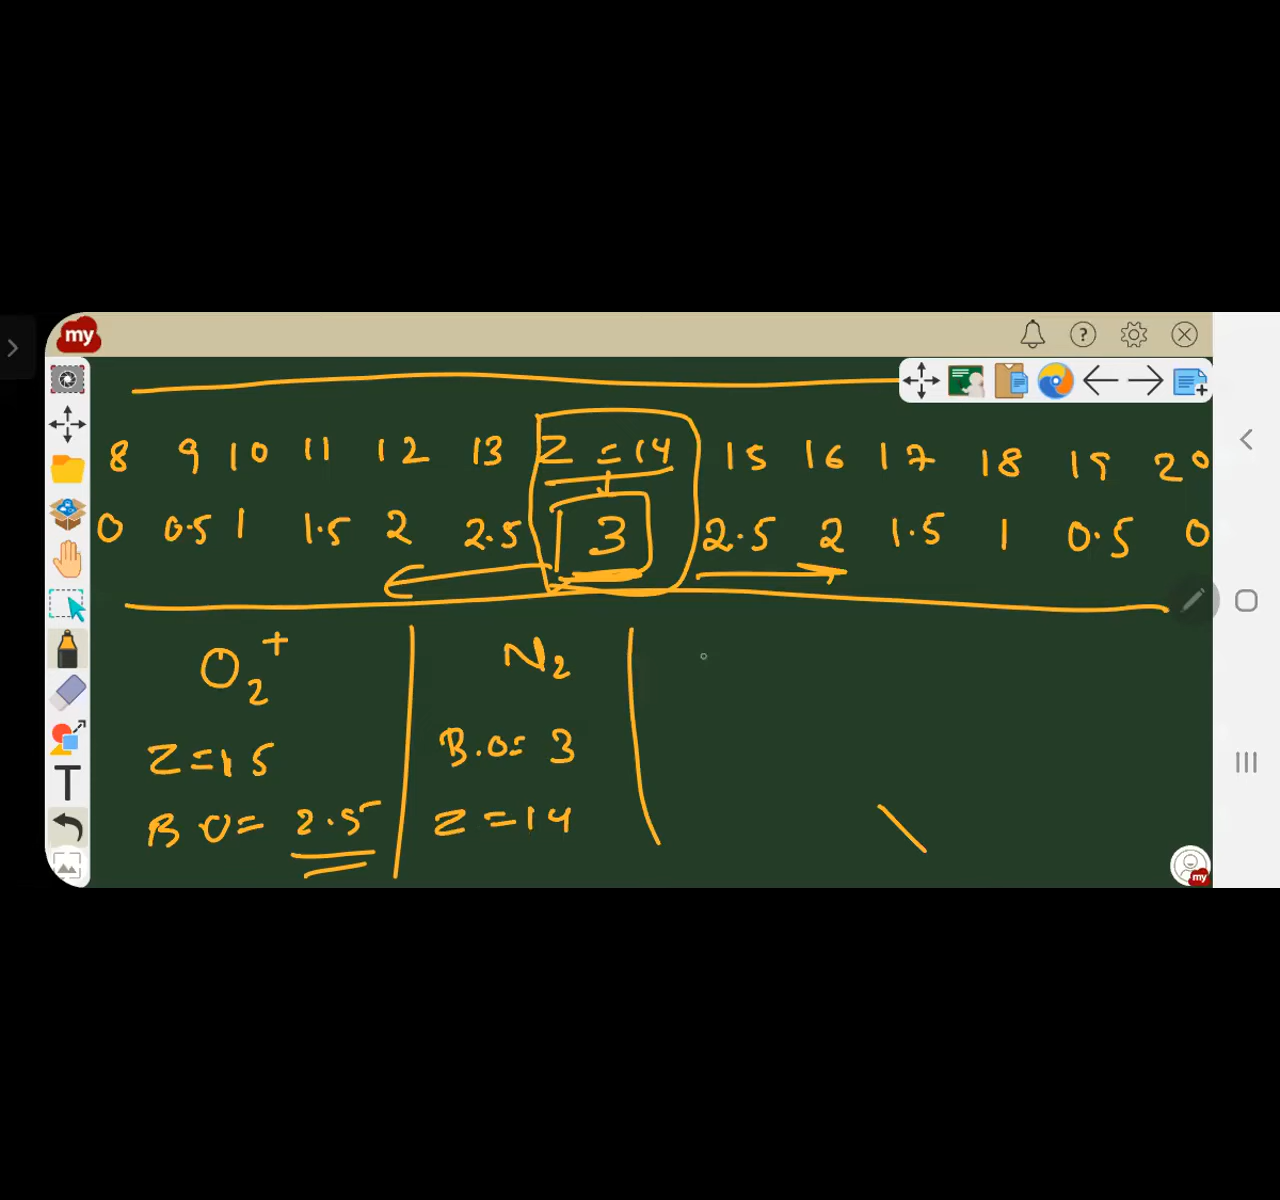 my
8 9 10 11 12 13 Z = 14 15 16 17 18 19 20
0 0.5 1 1.5 2 2.5 3 2.5 2 1.5 1 0.5 0
O2+
Z = 15
B.O = 2.5
N2
B.O = 3
Z = 14
T
my